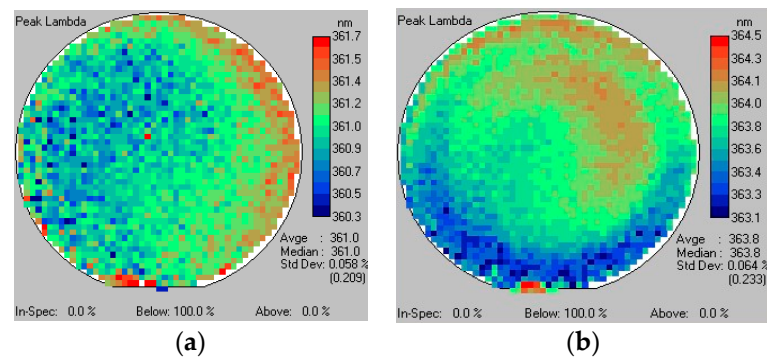 Peak Lambda
nm
361.7
361.5
361.4
361.2
361.0
360.9
360.7
360.5
360.3
Avge : 361.0
Median : 361.0
Std Dev: 0.058 %
(0.209)
In-Spec: 0.0 % Below: 100.0 % Above: 0.0 %
(a)
Peak Lambda
nm
364.5
364.3
364.1
364.0
363.8
363.6
363.4
363.3
363.1
Avge : 363.8
Median : 363.8
Std Dev: 0.064 %
(0.233)
In-Spec: 0.0 % Below: 100.0 % Above: 0.0 %
(b)